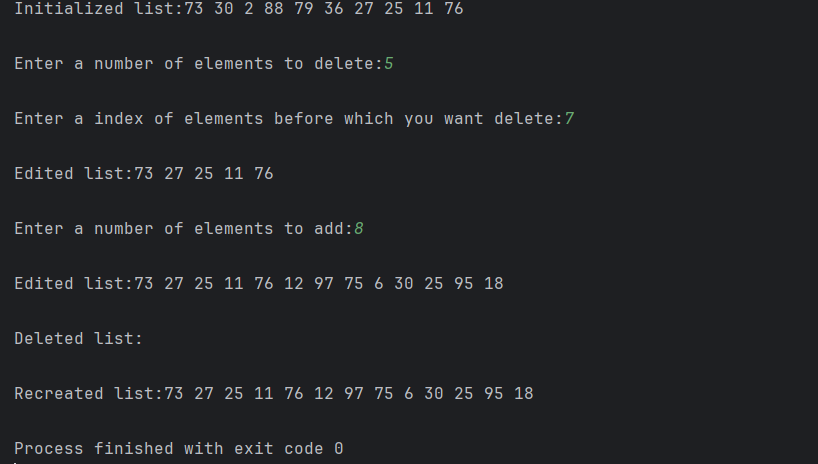 Initialized list:73 30 2 88 79 36 27 25 11 76
Enter a number of elements to delete:5
Enter a index of elements before which you want delete:7
Edited list:73 27 25 11 76
Enter a number of elements to add:8
Edited list:73 27 25 11 76 12 97 75 6 30 25 95 18
Deleted list:
Recreated list:73 27 25 11 76 12 97 75 6 30 25 95 18
Process finished with exit code 0